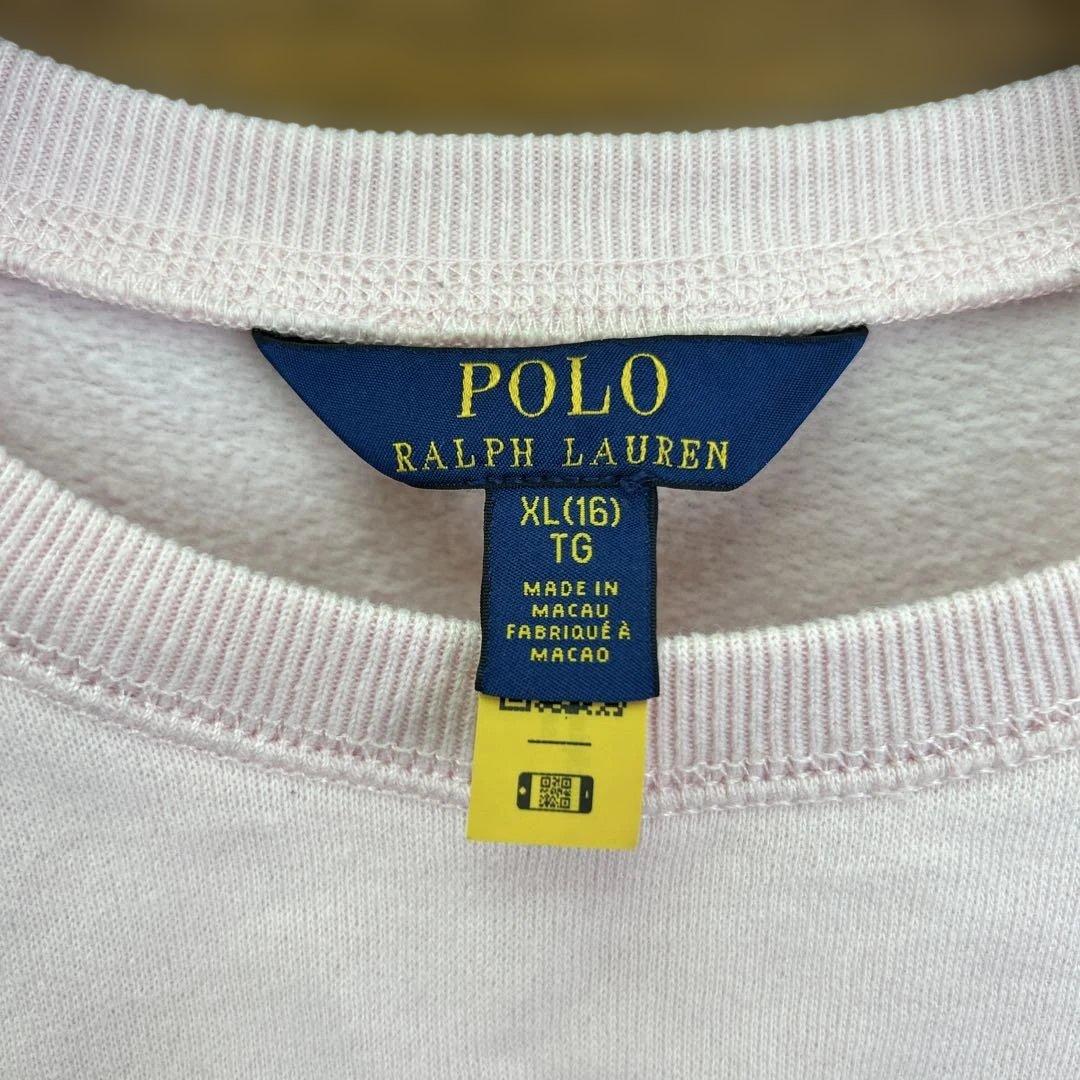 POLO
RALPH LAUREN
XL(16)
TG
MADE IN
MACAU
FABRIQUÉ À
MACAO